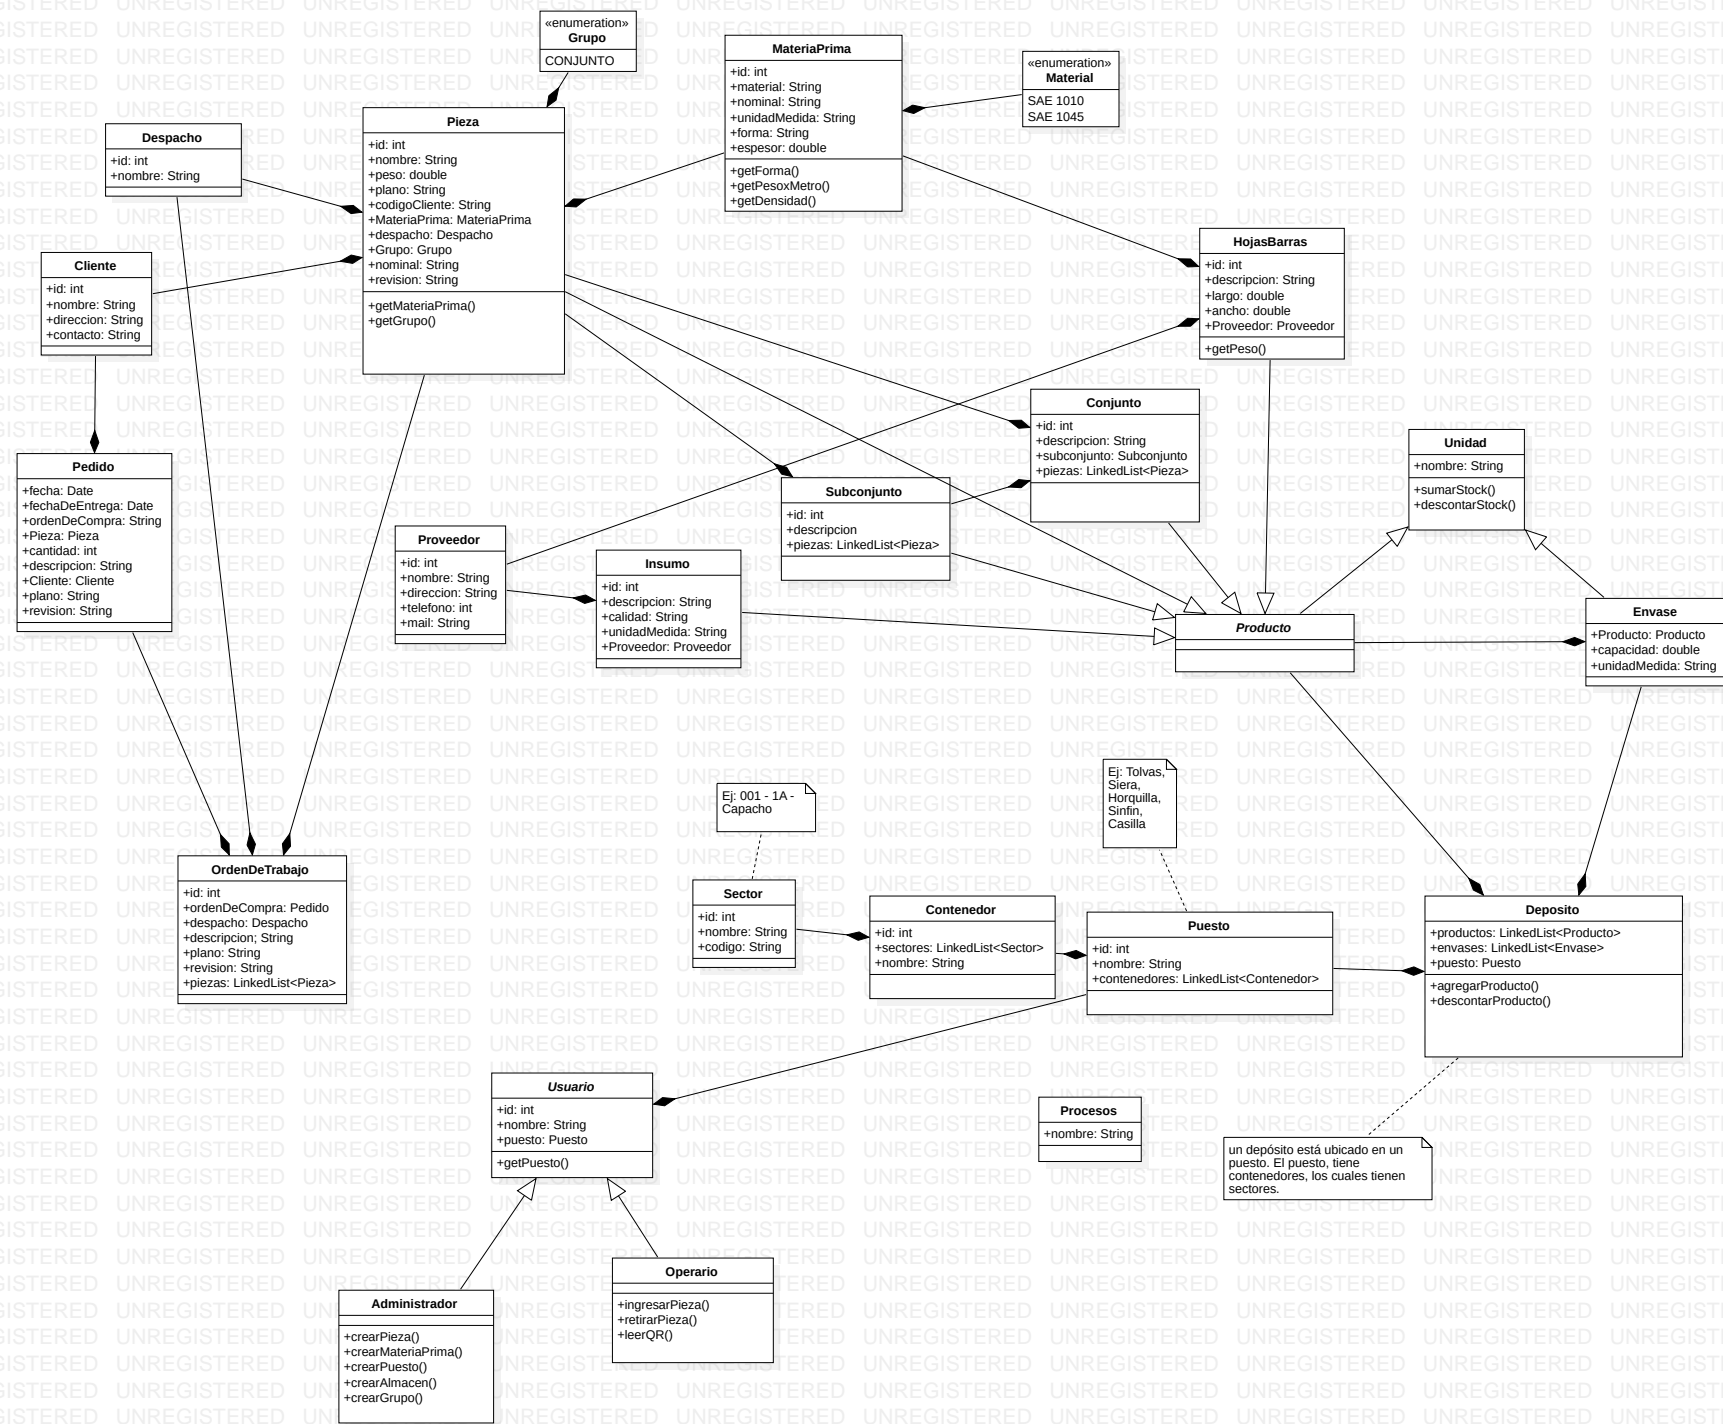 «enumeration»
Grupo
CONJUNTO
MateriaPrima
+id: int
+material: String
+nominal: String
+unidadMedida: String
+forma: String
+espesor: double
+getForma()
+getPesoxMetro()
+getDensidad()
«enumeration»
Material
SAE 1010
SAE 1045
Pieza
+id: int
+nombre: String
+peso: double
+plano: String
+codigoCliente: String
+MateriaPrima: MateriaPrima
+despacho: Despacho
+Grupo: Grupo
+nominal: String
+revision: String
+getMateriaPrima()
+getGrupo()
Despacho
+id: int
+nombre: String
Cliente
+id: int
+nombre: String
+direccion: String
+contacto: String
HojasBarras
+id: int
+descripcion: String
+largo: double
+ancho: double
+Proveedor: Proveedor
+getPeso()
Conjunto
+id: int
+descripcion: String
+subconjunto: Subconjunto
+piezas: LinkedList<Pieza>
Unidad
+nombre: String
+sumarStock()
+descontarStock()
Pedido
+fecha: Date
+fechaDeEntrega: Date
+ordenDeCompra: String
+Pieza: Pieza
+cantidad: int
+descripcion: String
+Cliente: Cliente
+plano: String
+revision: String
Subconjunto
+id: int
+descripcion
+piezas: LinkedList<Pieza>
Proveedor
+id: int
+nombre: String
+direccion: String
+telefono: int
+mail: String
Insumo
+id: int
+descripcion: String
+calidad: String
+unidadMedida: String
+Proveedor: Proveedor
Producto
Envase
+Producto: Producto
+capacidad: double
+unidadMedida: String
Ej: 001 - 1A -
Capacho
Ej: Tolvas,
Siera,
Horquilla,
Sinfin,
Casilla
OrdenDeTrabajo
+id: int
+ordenDeCompra: Pedido
+despacho: Despacho
+descripcion; String
+plano: String
+revision: String
+piezas: LinkedList<Pieza>
Sector
+id: int
+nombre: String
+codigo: String
Contenedor
+id: int
+sectores: LinkedList<Sector>
+nombre: String
Puesto
+id: int
+nombre: String
+contenedores: LinkedList<Contenedor>
Deposito
+productos: LinkedList<Producto>
+envases: LinkedList<Envase>
+puesto: Puesto
+agregarProducto()
+descontarProducto()
Usuario
+id: int
+nombre: String
+puesto: Puesto
+getPuesto()
Procesos
+nombre: String
un depósito está ubicado en un
puesto. El puesto, tiene
contenedores, los cuales tienen
sectores.
Operario
+ingresarPieza()
+retirarPieza()
+leerQR()
Administrador
+crearPieza()
+crearMateriaPrima()
+crearPuesto()
+crearAlmacen()
+crearGrupo()
UNREGISTERED